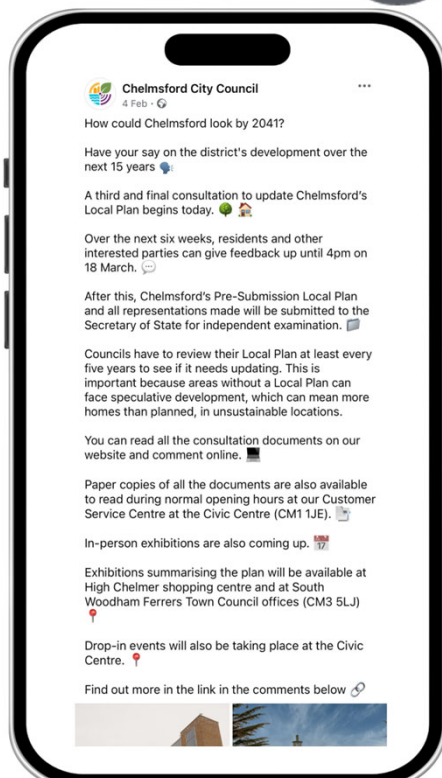 Chelmsford City Council
4 Feb ·
How could Chelmsford look by 2041?
Have your say on the district's development over the
next 15 years 🗣️
A third and final consultation to update Chelmsford's
Local Plan begins today. 🌳 🏡
Over the next six weeks, residents and other
interested parties can give feedback up until 4pm on
18 March. 💬
After this, Chelmsford's Pre-Submission Local Plan
and all representations made will be submitted to the
Secretary of State for independent examination. 📁
Councils have to review their Local Plan at least every
five years to see if it needs updating. This is
important because areas without a Local Plan can
face speculative development, which can mean more
homes than planned, in unsustainable locations.
You can read all the consultation documents on our
website and comment online. 💻
Paper copies of all the documents are also available
to read during normal opening hours at our Customer
Service Centre at the Civic Centre (CM1 1JE). 📑
In-person exhibitions are also coming up. 📅
Exhibitions summarising the plan will be available at
High Chelmer shopping centre and at South
Woodham Ferrers Town Council offices (CM3 5LJ)
📍
Drop-in events will also be taking place at the Civic
Centre. 📍
Find out more in the link in the comments below 🔗